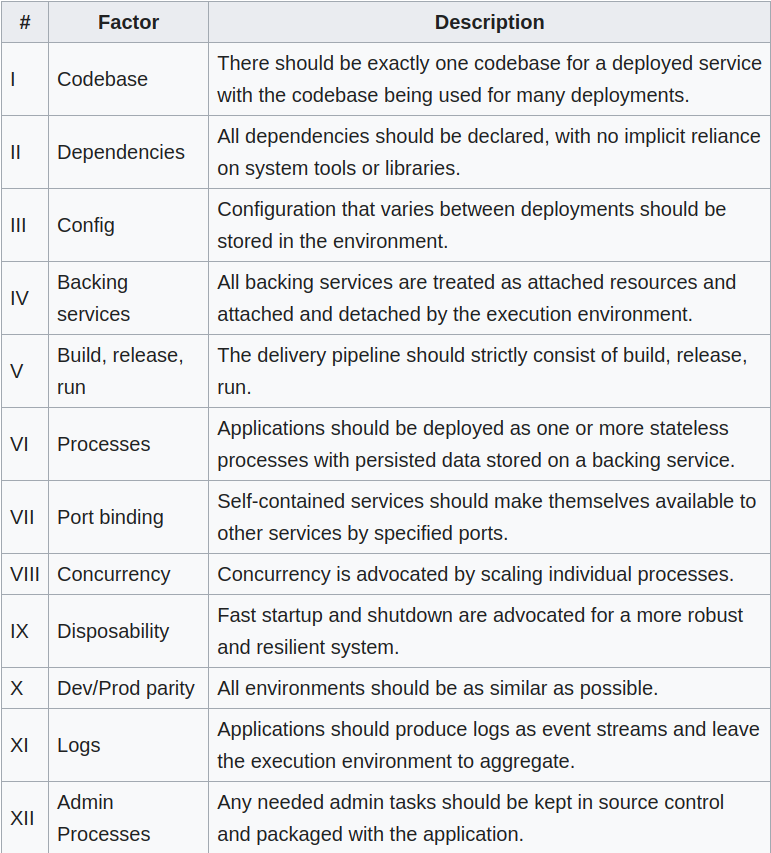 # Factor Description
I Codebase There should be exactly one codebase for a deployed service
with the codebase being used for many deployments.
II Dependencies All dependencies should be declared, with no implicit reliance
on system tools or libraries.
III Config Configuration that varies between deployments should be
stored in the environment.
IV Backing services All backing services are treated as attached resources and
attached and detached by the execution environment.
V Build, release, run The delivery pipeline should strictly consist of build, release,
run.
VI Processes Applications should be deployed as one or more stateless
processes with persisted data stored on a backing service.
VII Port binding Self-contained services should make themselves available to
other services by specified ports.
VIII Concurrency Concurrency is advocated by scaling individual processes.
IX Disposability Fast startup and shutdown are advocated for a more robust
and resilient system.
X Dev/Prod parity All environments should be as similar as possible.
XI Logs Applications should produce logs as event streams and leave
the execution environment to aggregate.
XII Admin Processes Any needed admin tasks should be kept in source control
and packaged with the application.